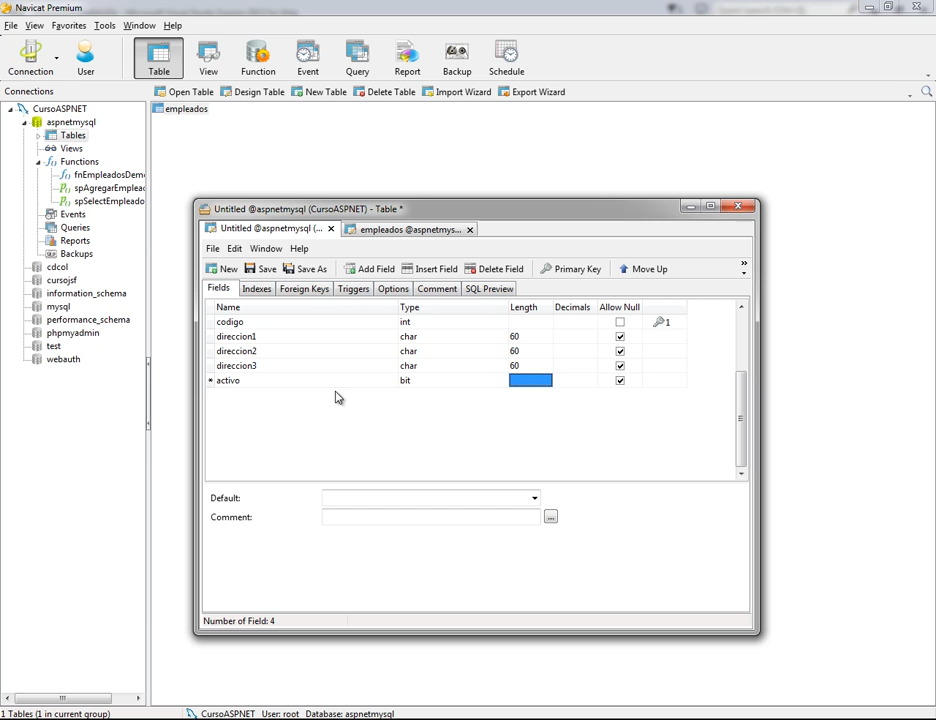 Navicat Premium
File View Favorites Tools Window Help
Connection User Table View Function Event Query Report Backup Schedule
Connections Open Table Design Table New Table Delete Table Import Wizard Export Wizard
CursoASPNET
aspnetmysql
Tables
Views
Functions
fnEmpleadosDemo
spAgregarEmplea
spSelectEmpleado
Events
Queries
Reports
Backups
cdcol
cursojsf
information_schema
mysql
performance_schema
phpmyadmin
test
webauth
empleados
Untitled @aspnetmysql (CursoASPNET) - Table *
Untitled @aspnetmysql (... empleados @aspnetmys...
File Edit Window Help
New Save Save As Add Field Insert Field Delete Field Primary Key Move Up »
Fields Indexes Foreign Keys Triggers Options Comment SQL Preview
Name Type Length Decimals Allow Null
codigo int 1
direccion1 char 60
direccion2 char 60
direccion3 char 60
* activo bit
Default:
Comment: ...
Number of Field: 4
1 Tables (1 in current group) CursoASPNET User: root Database: aspnetmysql